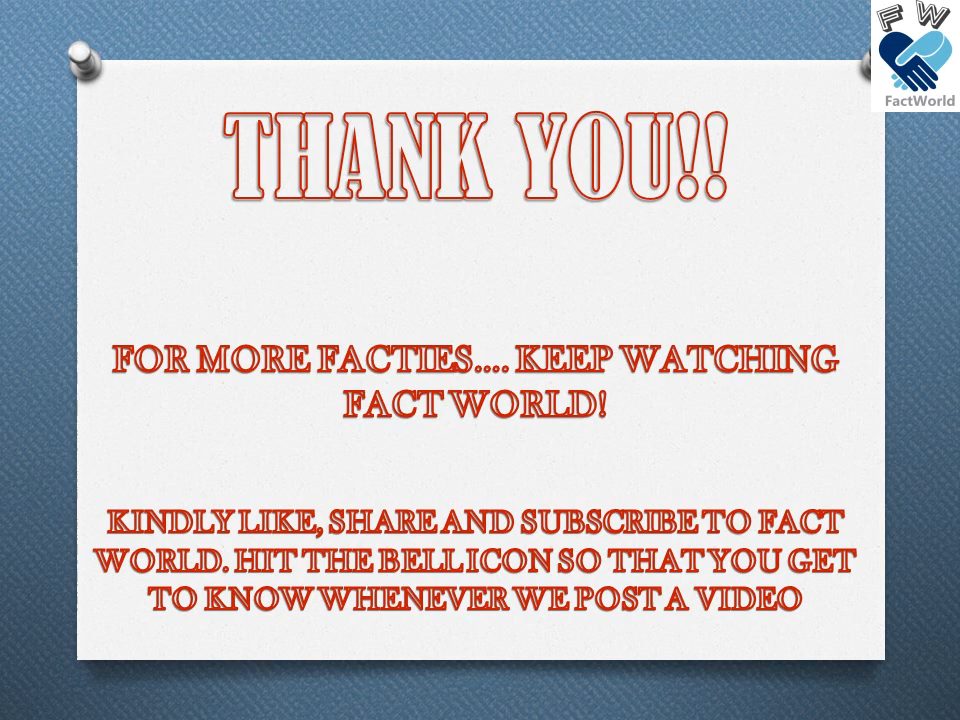 F W
FactWorld
THANK YOU!!
FOR MORE FACTIES.... KEEP WATCHING
FACT WORLD!
KINDLY LIKE, SHARE AND SUBSCRIBE TO FACT
WORLD. HIT THE BELL ICON SO THAT YOU GET
TO KNOW WHENEVER WE POST A VIDEO